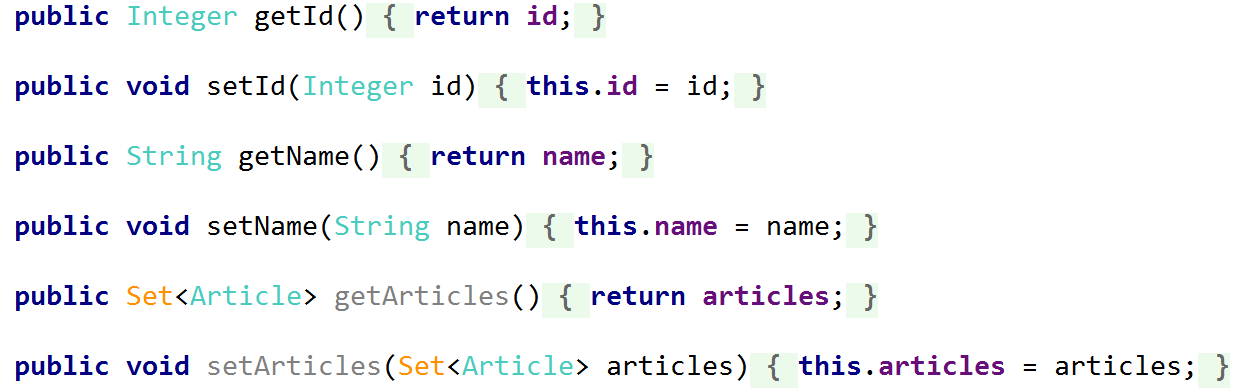 public Integer getId() { return id; }
public void setId(Integer id) { this.id = id; }
public String getName() { return name; }
public void setName(String name) { this.name = name; }
public Set<Article> getArticles() { return articles; }
public void setArticles(Set<Article> articles) { this.articles = articles; }